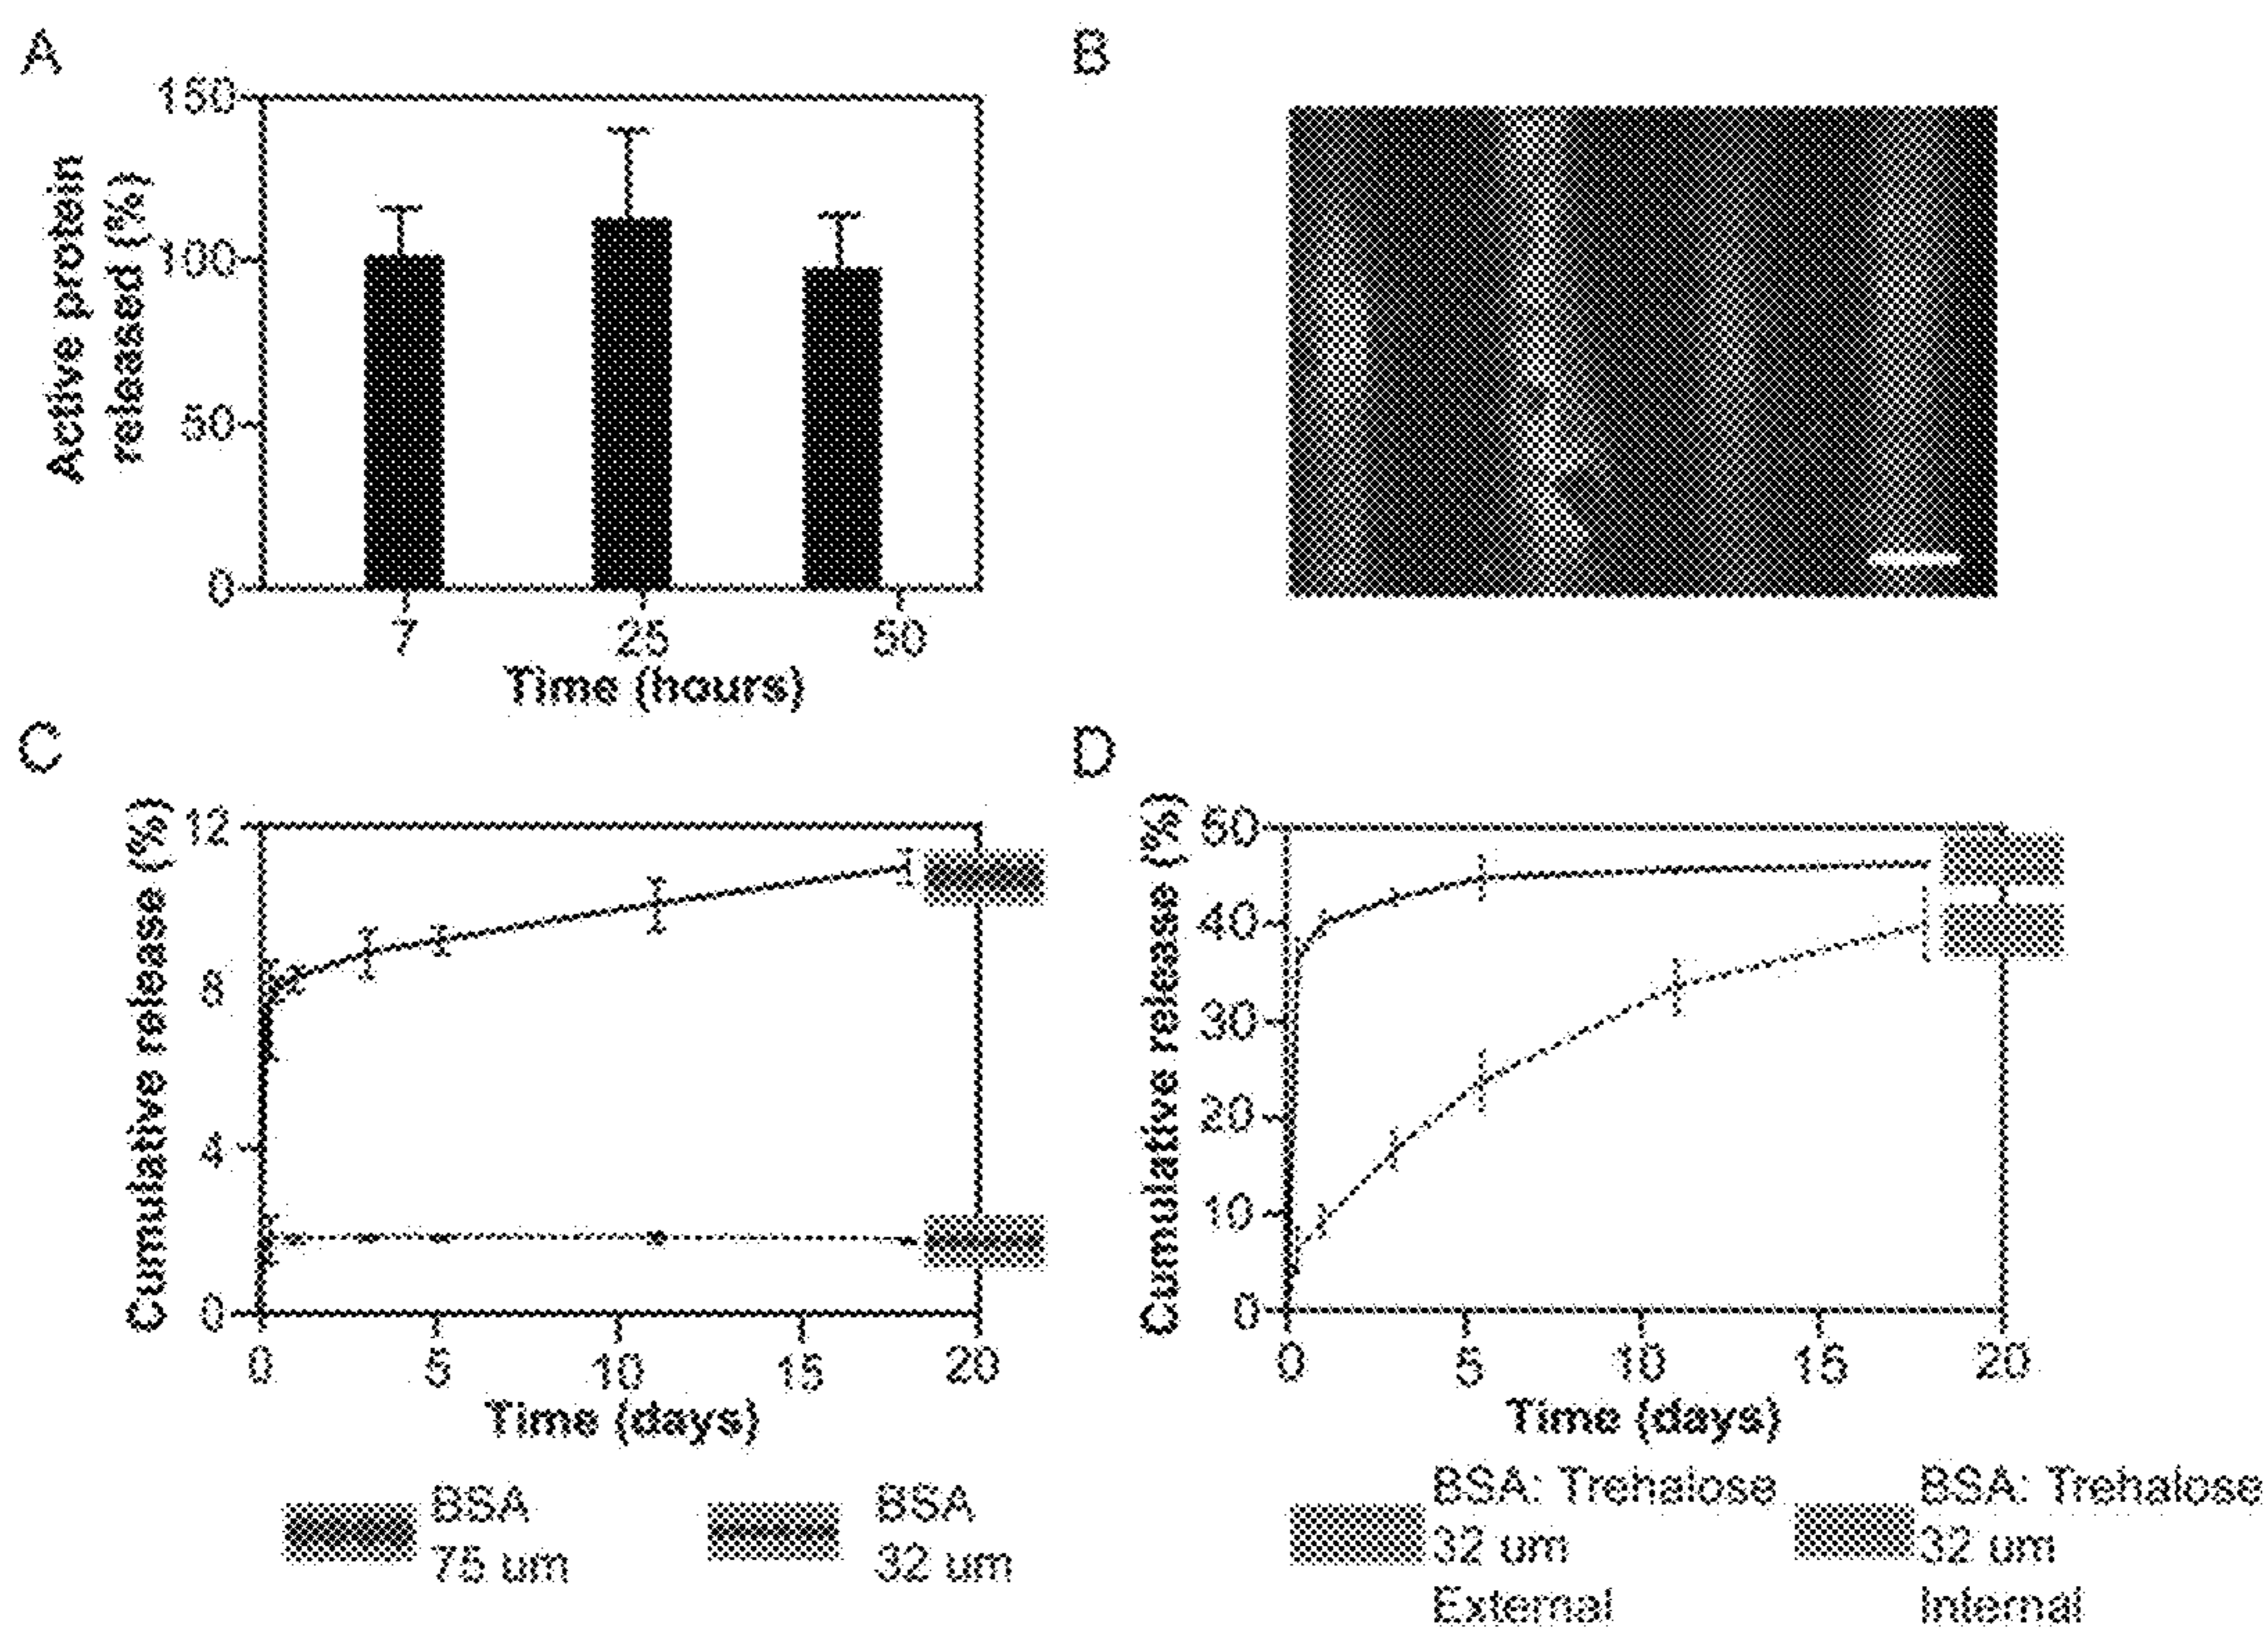 A
150
100
50
0
Active protein
released (%)
7
25
50
Time (hours)
B
C
12
8
4
0
Cumulative release (%)
0
5
10
15
20
Time (days)
BSA
75 um
BSA
32 um
D
50
40
30
20
10
0
Cumulative release (%)
0
5
10
15
20
Time (days)
BSA: Trehalose
32 um
External
BSA: Trehalose
32 um
Internal